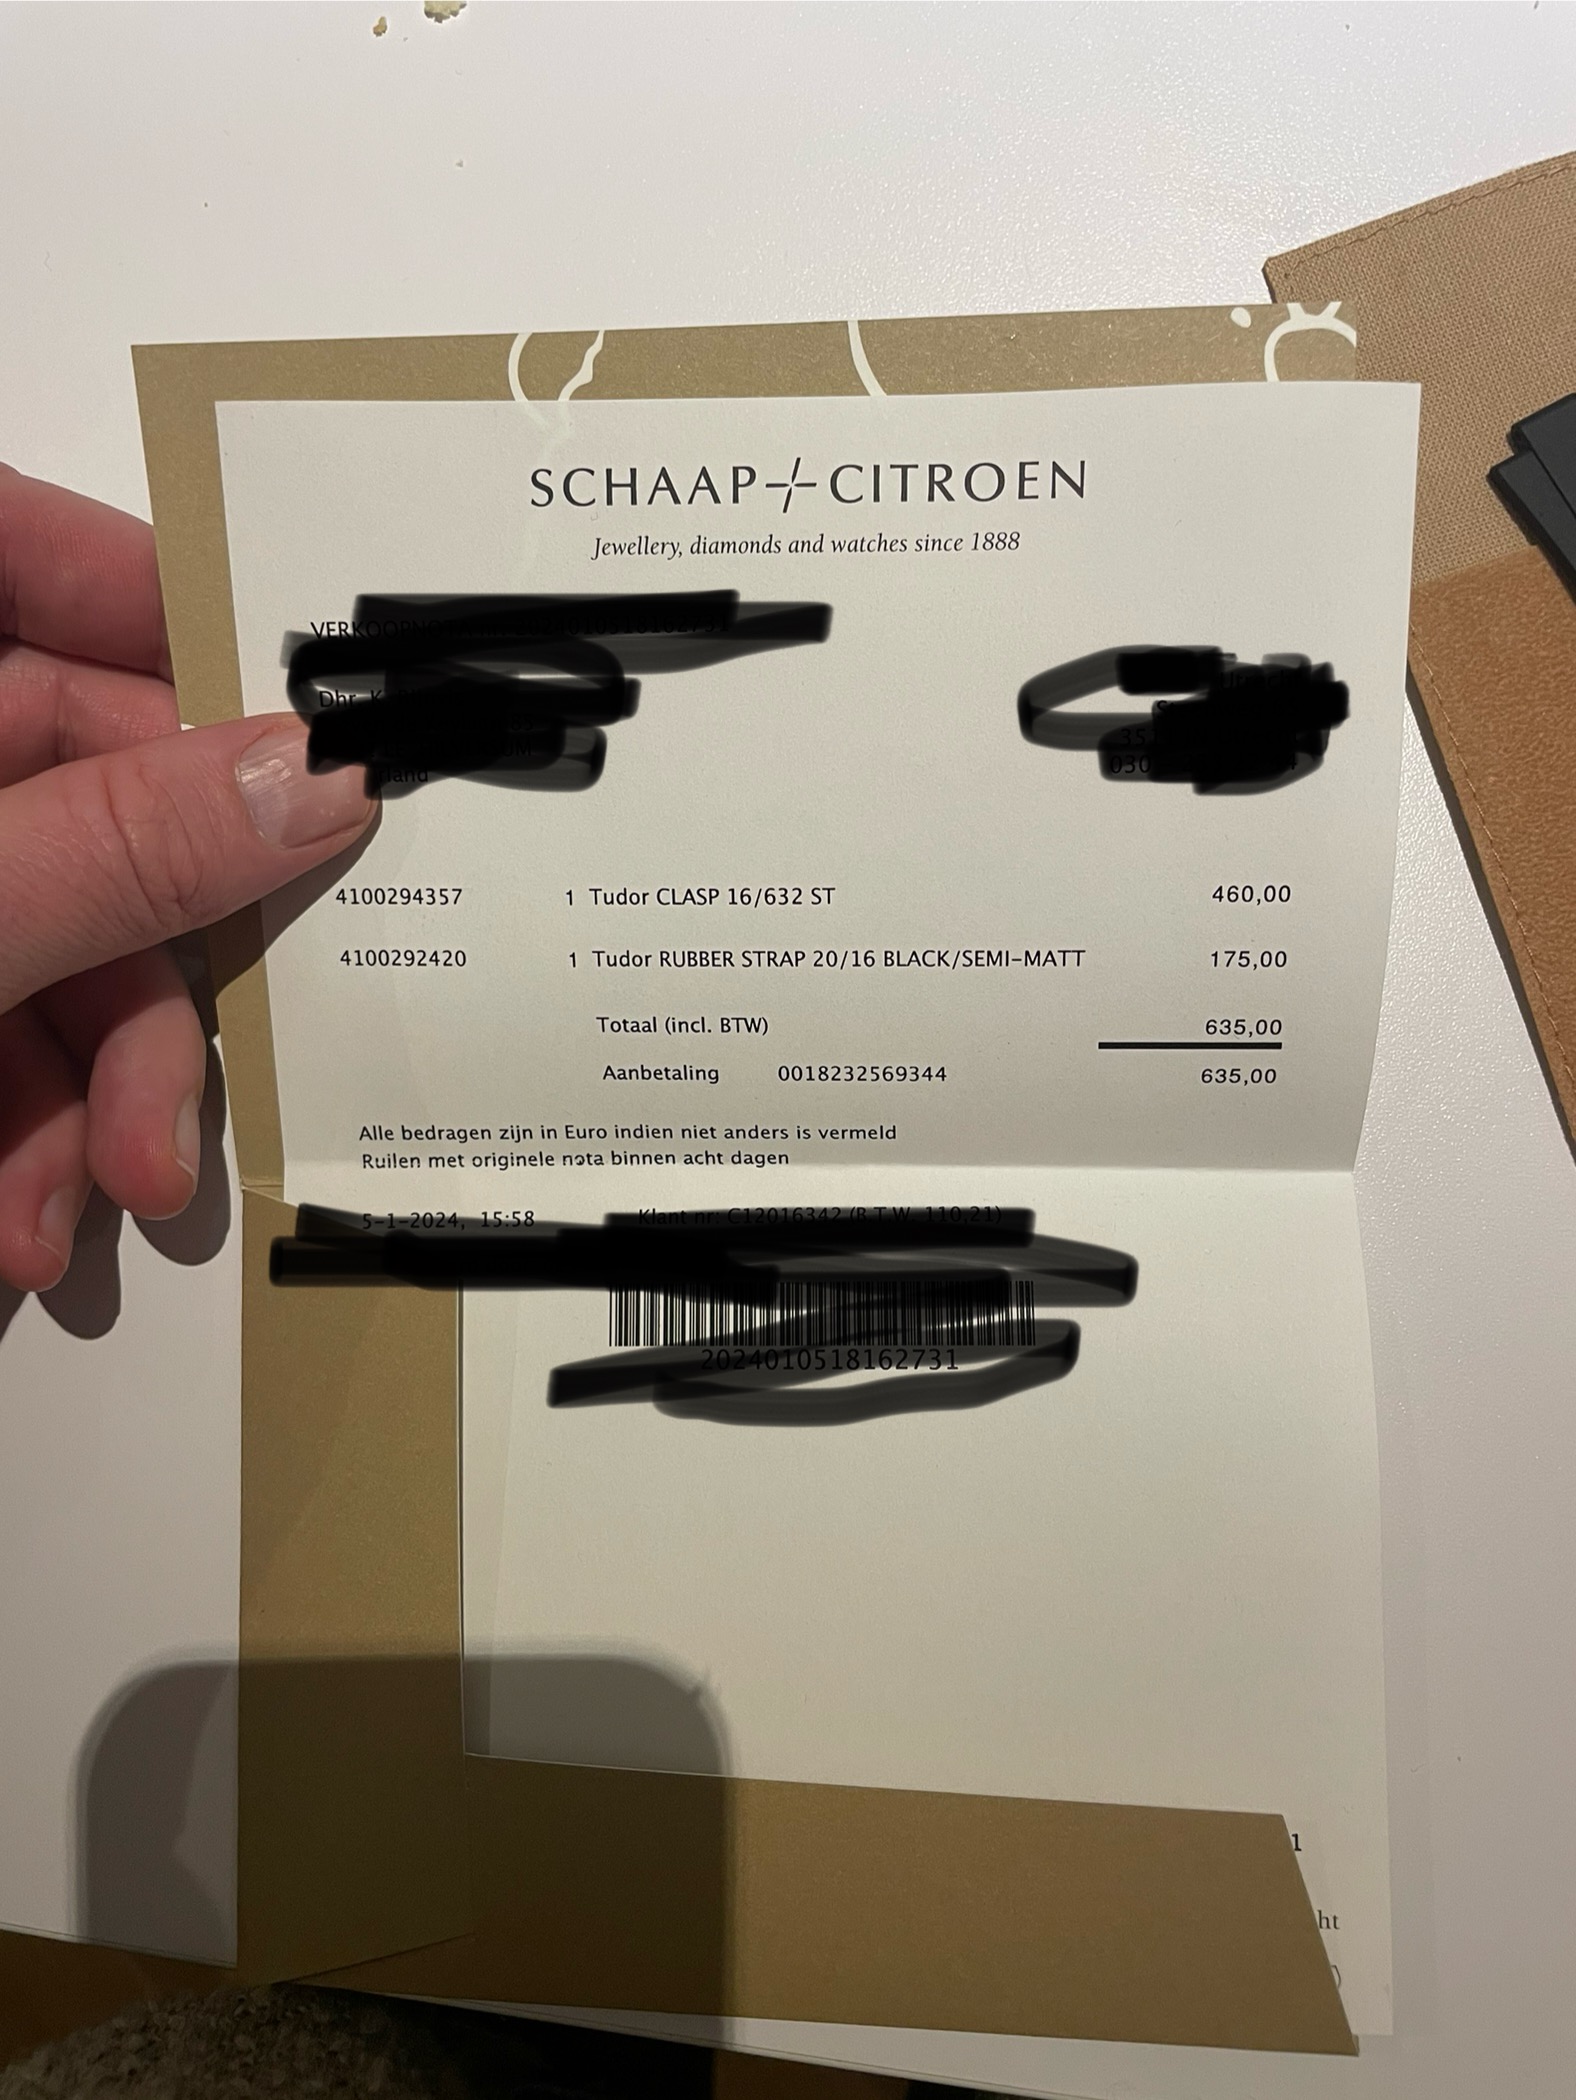 SCHAAP CITROEN
Jewellery, diamonds and watches since 1888
Dhr.
4100294357 1 Tudor CLASP 16/632 ST 460,00
4100292420 1 Tudor RUBBER STRAP 20/16 BLACK/SEMI-MATT 175,00
Totaal (incl. BTW) 635,00
Aanbetaling 0018232569344 635,00
Alle bedragen zijn in Euro indien niet anders is vermeld
Ruilen met originele nota binnen acht dagen
5-1-2024, 15:58
1
ht
)